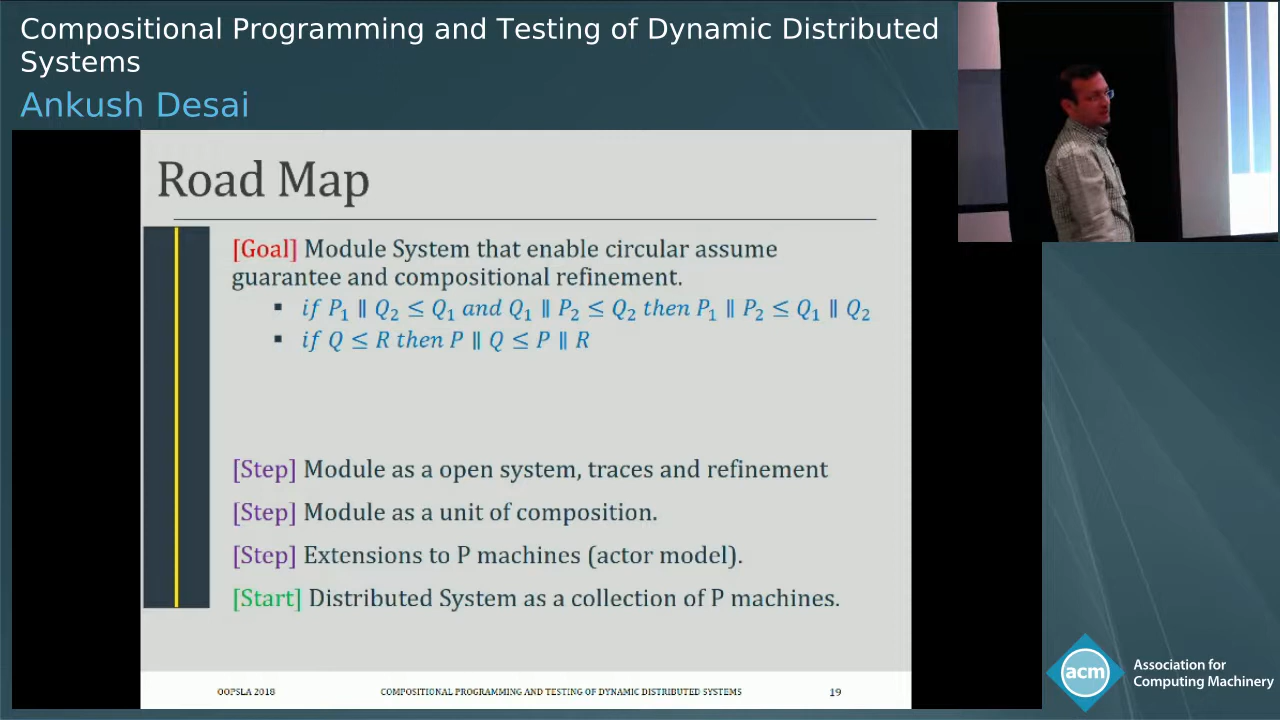 Compositional Programming and Testing of Dynamic Distributed
Systems
Ankush Desai
Road Map
[Goal] Module System that enable circular assume
guarantee and compositional refinement.
▪ if P₁ ∥ Q₂ ≤ Q₁ and Q₁ ∥ P₂ ≤ Q₂ then P₁ ∥ P₂ ≤ Q₁ ∥ Q₂
▪ if Q ≤ R then P ∥ Q ≤ P ∥ R
[Step] Module as a open system, traces and refinement
[Step] Module as a unit of composition.
[Step] Extensions to P machines (actor model).
[Start] Distributed System as a collection of P machines.
OOPSLA 2018 COMPOSITIONAL PROGRAMMING AND TESTING OF DYNAMIC DISTRIBUTED SYSTEMS 19
acm
Association for
Computing Machinery